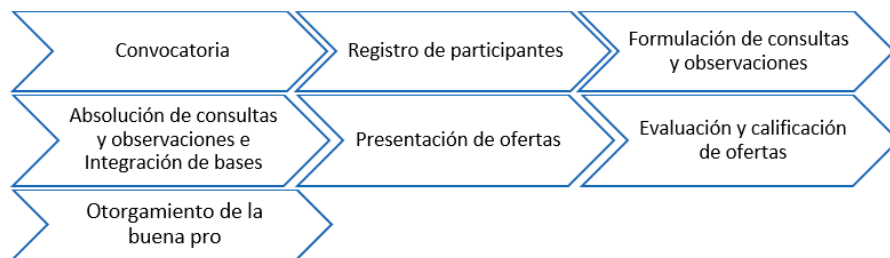 Convocatoria
Registro de participantes
Formulación de consultas
y observaciones
Absolución de consultas
y observaciones e
Integración de bases
Presentación de ofertas
Evaluación y calificación
de ofertas
Otorgamiento de la
buena pro